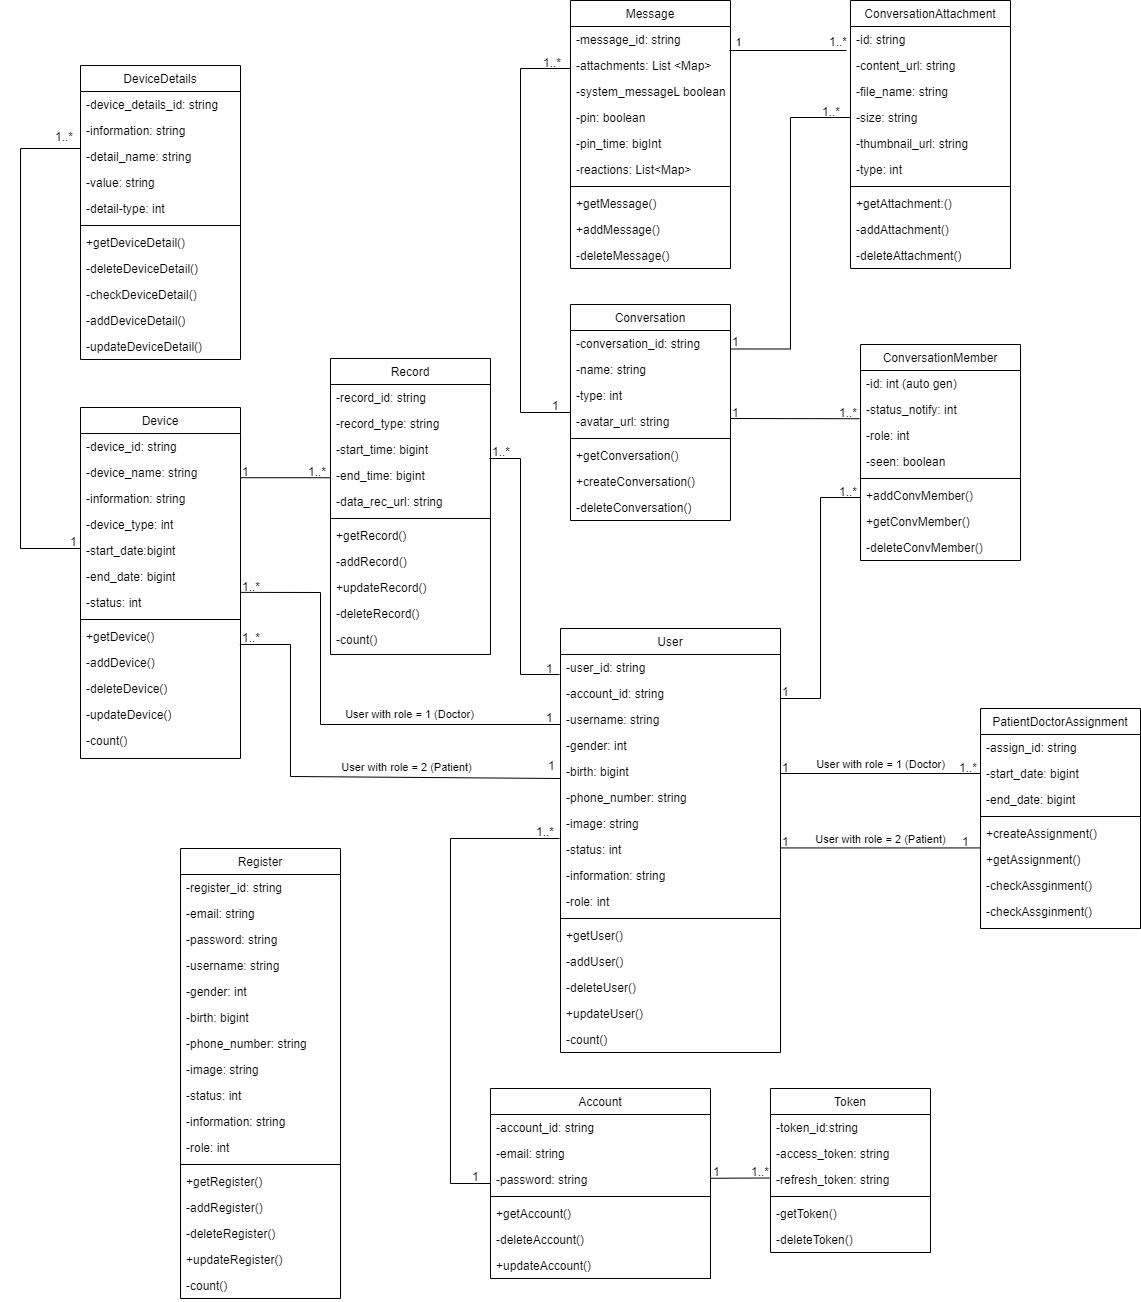 Message
-message_id: string
-attachments: List <Map>
-system_messageL boolean
-pin: boolean
-pin_time: bigInt
-reactions: List<Map>
+getMessage()
+addMessage()
-deleteMessage()
1
1..*
ConversationAttachment
-id: string
-content_url: string
-file_name: string
-size: string
-thumbnail_url: string
-type: int
+getAttachment:()
-addAttachment()
-deleteAttachment()
1..*
1..*
DeviceDetails
-device_details_id: string
-information: string
-detail_name: string
-value: string
-detail-type: int
+getDeviceDetail()
-deleteDeviceDetail()
-checkDeviceDetail()
-addDeviceDetail()
-updateDeviceDetail()
1..*
Conversation
-conversation_id: string
-name: string
-type: int
-avatar_url: string
+getConversation()
+createConversation()
-deleteConversation()
1
1
1
1..*
ConversationMember
-id: int (auto gen)
-status_notify: int
-role: int
-seen: boolean
+addConvMember()
+getConvMember()
-deleteConvMember()
1..*
Record
-record_id: string
-record_type: string
-start_time: bigint
-end_time: bigint
-data_rec_url: string
+getRecord()
-addRecord()
+updateRecord()
-deleteRecord()
-count()
1..*
Device
-device_id: string
-device_name: string
-information: string
-device_type: int
-start_date:bigint
-end_date: bigint
-status: int
+getDevice()
-addDevice()
-deleteDevice()
-updateDevice()
-count()
1
1
1..*
1..*
1..*
User
-user_id: string
-account_id: string
-username: string
-gender: int
-birth: bigint
-phone_number: string
-image: string
-status: int
-information: string
-role: int
+getUser()
-addUser()
-deleteUser()
+updateUser()
-count()
1
1
User with role = 1 (Doctor)
1
User with role = 2 (Patient)
1
1..*
1
User with role = 1 (Doctor)
1..*
1
User with role = 2 (Patient)
1
PatientDoctorAssignment
-assign_id: string
-start_date: bigint
-end_date: bigint
+createAssignment()
+getAssignment()
-checkAssginment()
-checkAssginment()
Register
-register_id: string
-email: string
-password: string
-username: string
-gender: int
-birth: bigint
-phone_number: string
-image: string
-status: int
-information: string
-role: int
+getRegister()
-addRegister()
-deleteRegister()
+updateRegister()
-count()
Account
-account_id: string
-email: string
-password: string
+getAccount()
-deleteAccount()
+updateAccount()
1
1
1..*
Token
-token_id:string
-access_token: string
-refresh_token: string
-getToken()
-deleteToken()